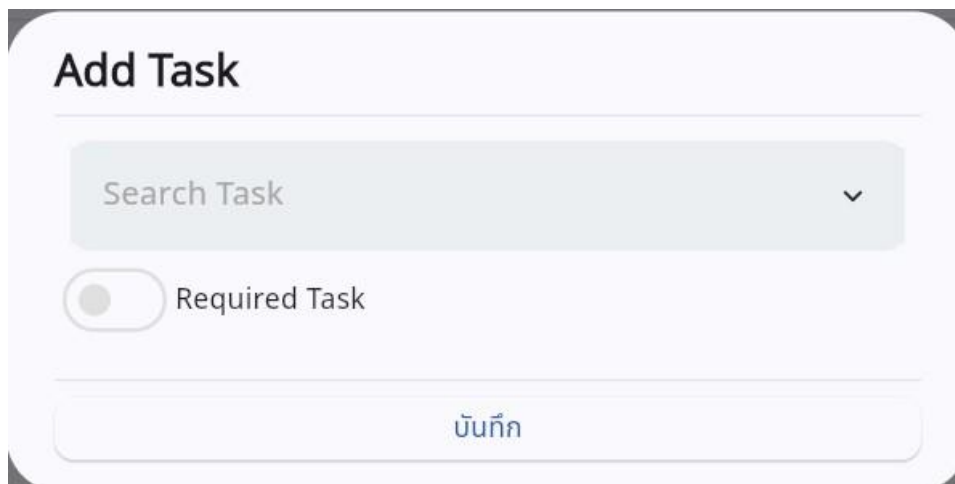 Add Task
Search Task
Required Task
บันทึก